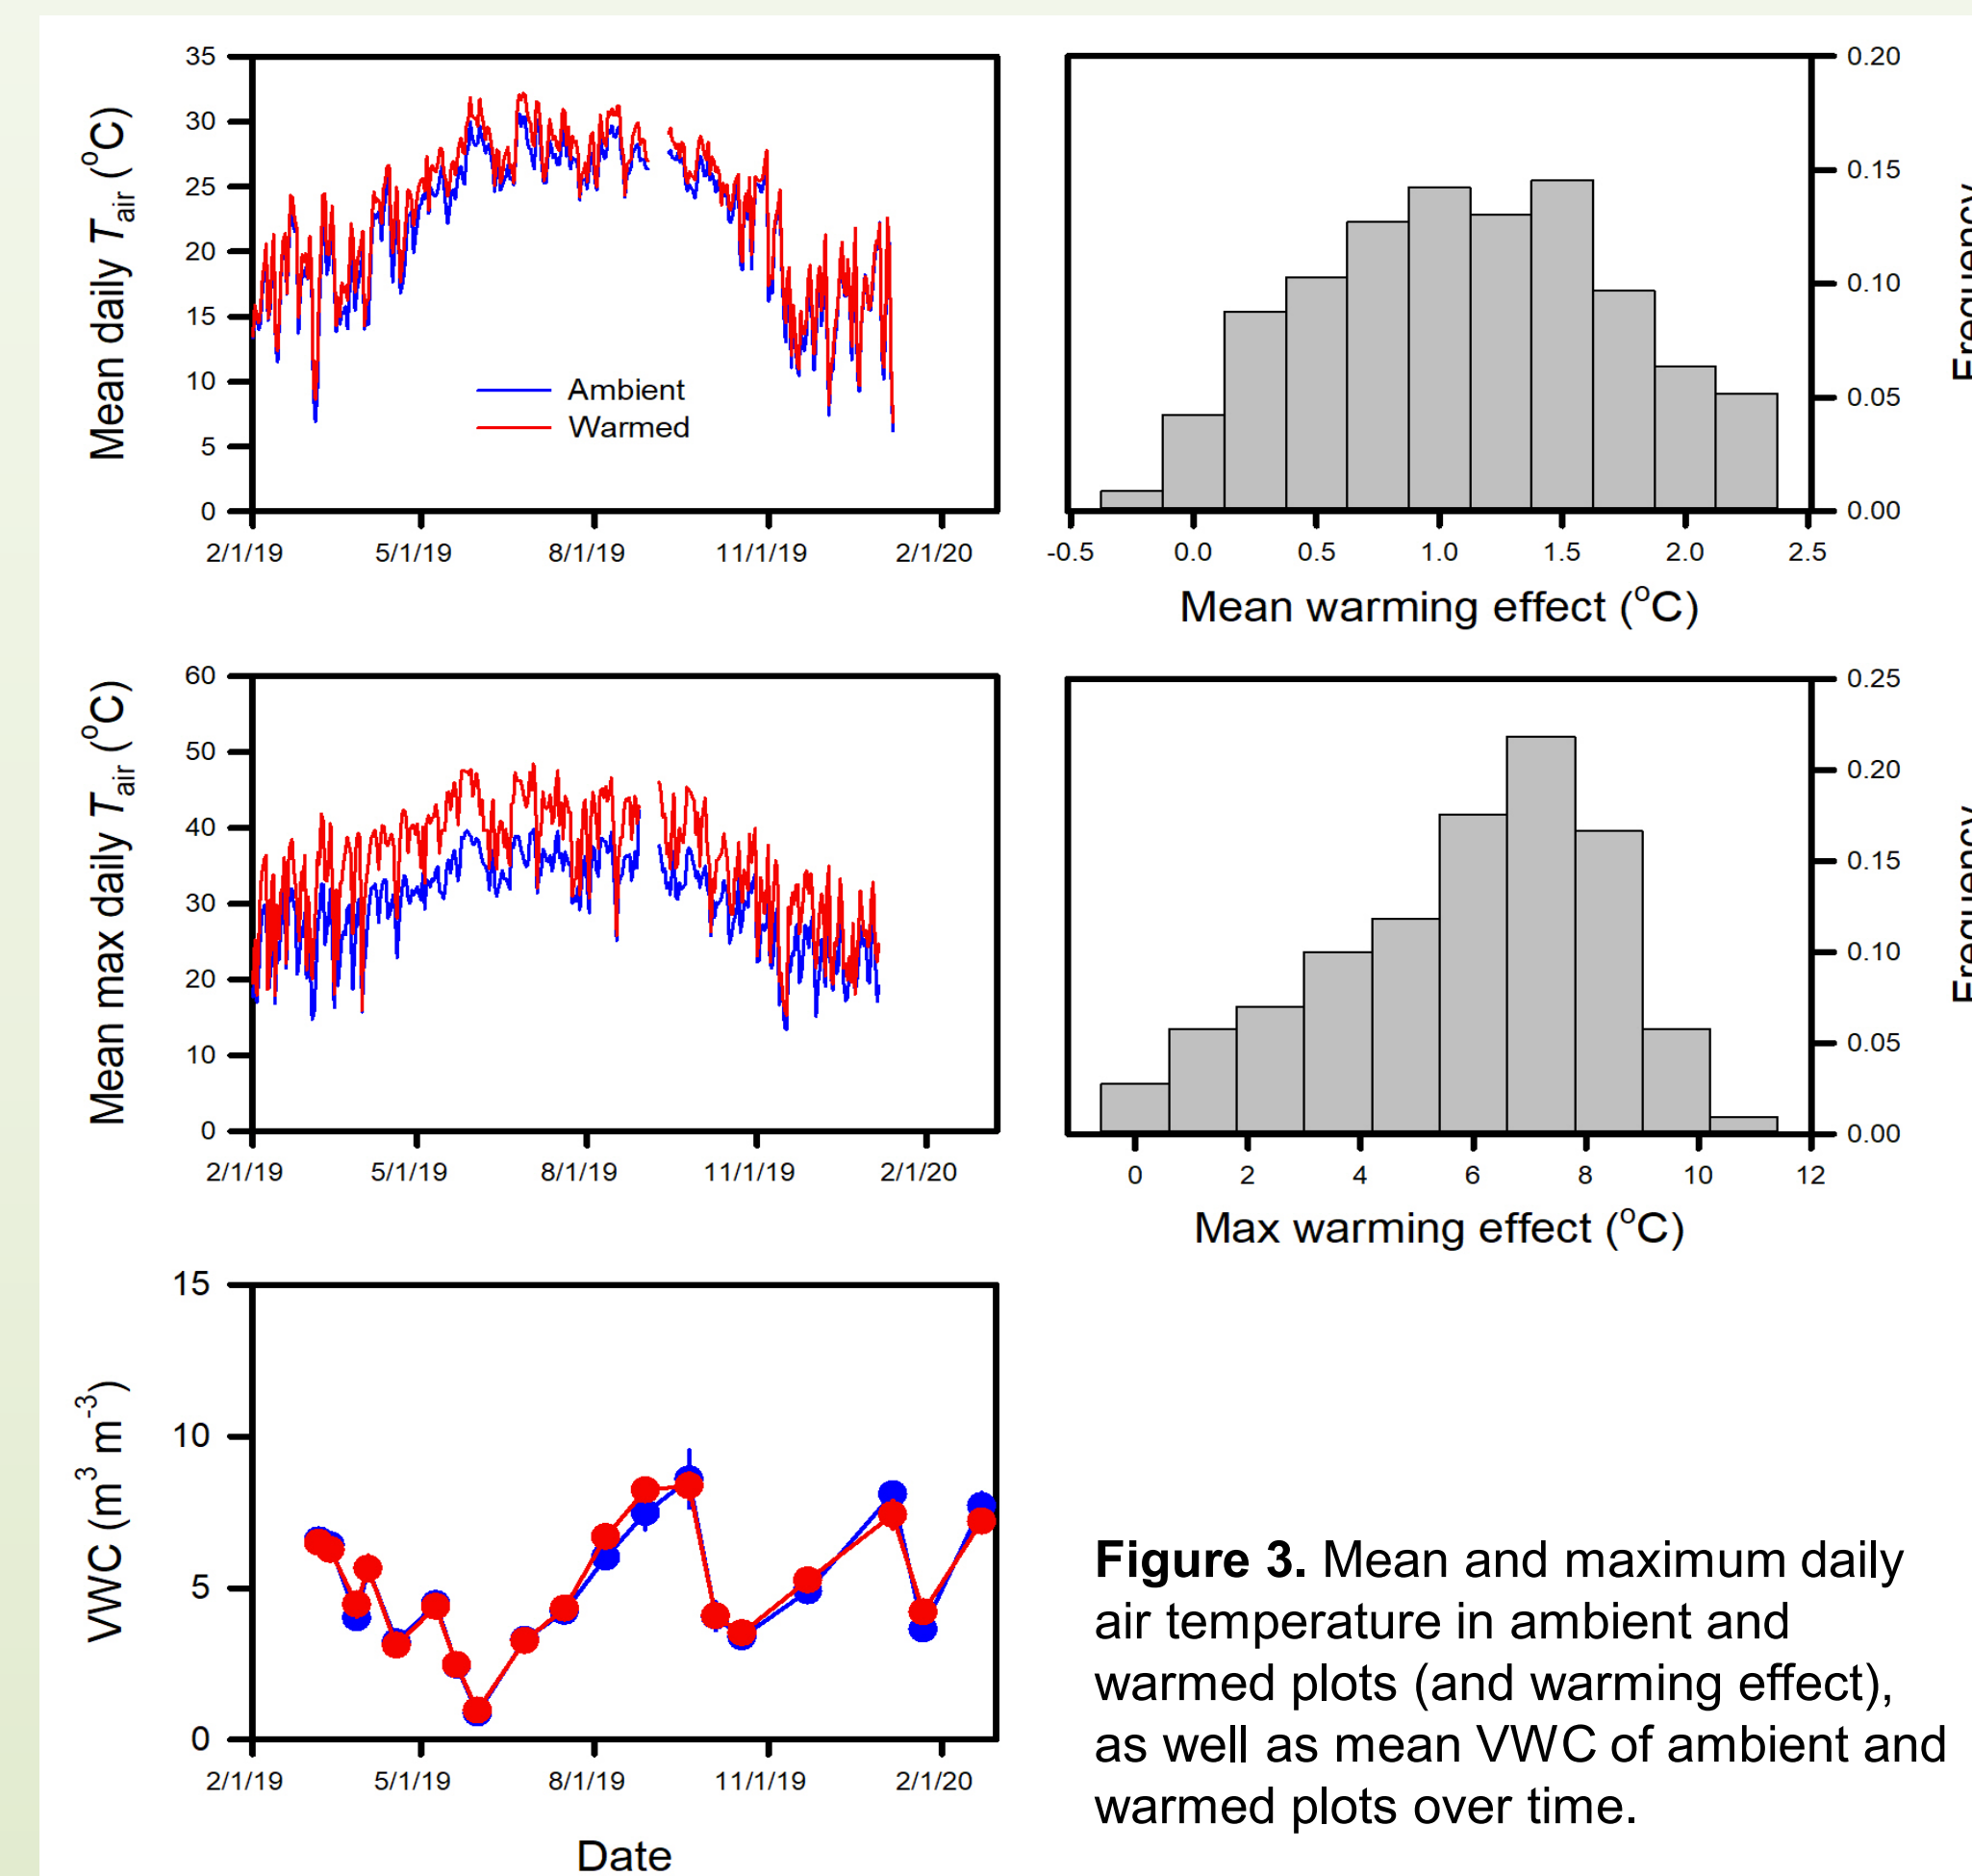 35
30
25
20
15
10
5
0
Mean daily Tair (oC)
Ambient
Warmed
2/1/19 5/1/19 8/1/19 11/1/19 2/1/20
0.20
0.15
0.10
0.05
0.00
Frequency
-0.5 0.0 0.5 1.0 1.5 2.0 2.5
Mean warming effect (oC)
60
50
40
30
20
10
0
Mean max daily Tair (oC)
2/1/19 5/1/19 8/1/19 11/1/19 2/1/20
0.25
0.20
0.15
0.10
0.05
0.00
Frequency
0 2 4 6 8 10 12
Max warming effect (oC)
15
10
5
0
VWC (m3 m-3)
2/1/19 5/1/19 8/1/19 11/1/19 2/1/20
Date
Figure 3. Mean and maximum daily
air temperature in ambient and
warmed plots (and warming effect),
as well as mean VWC of ambient and
warmed plots over time.